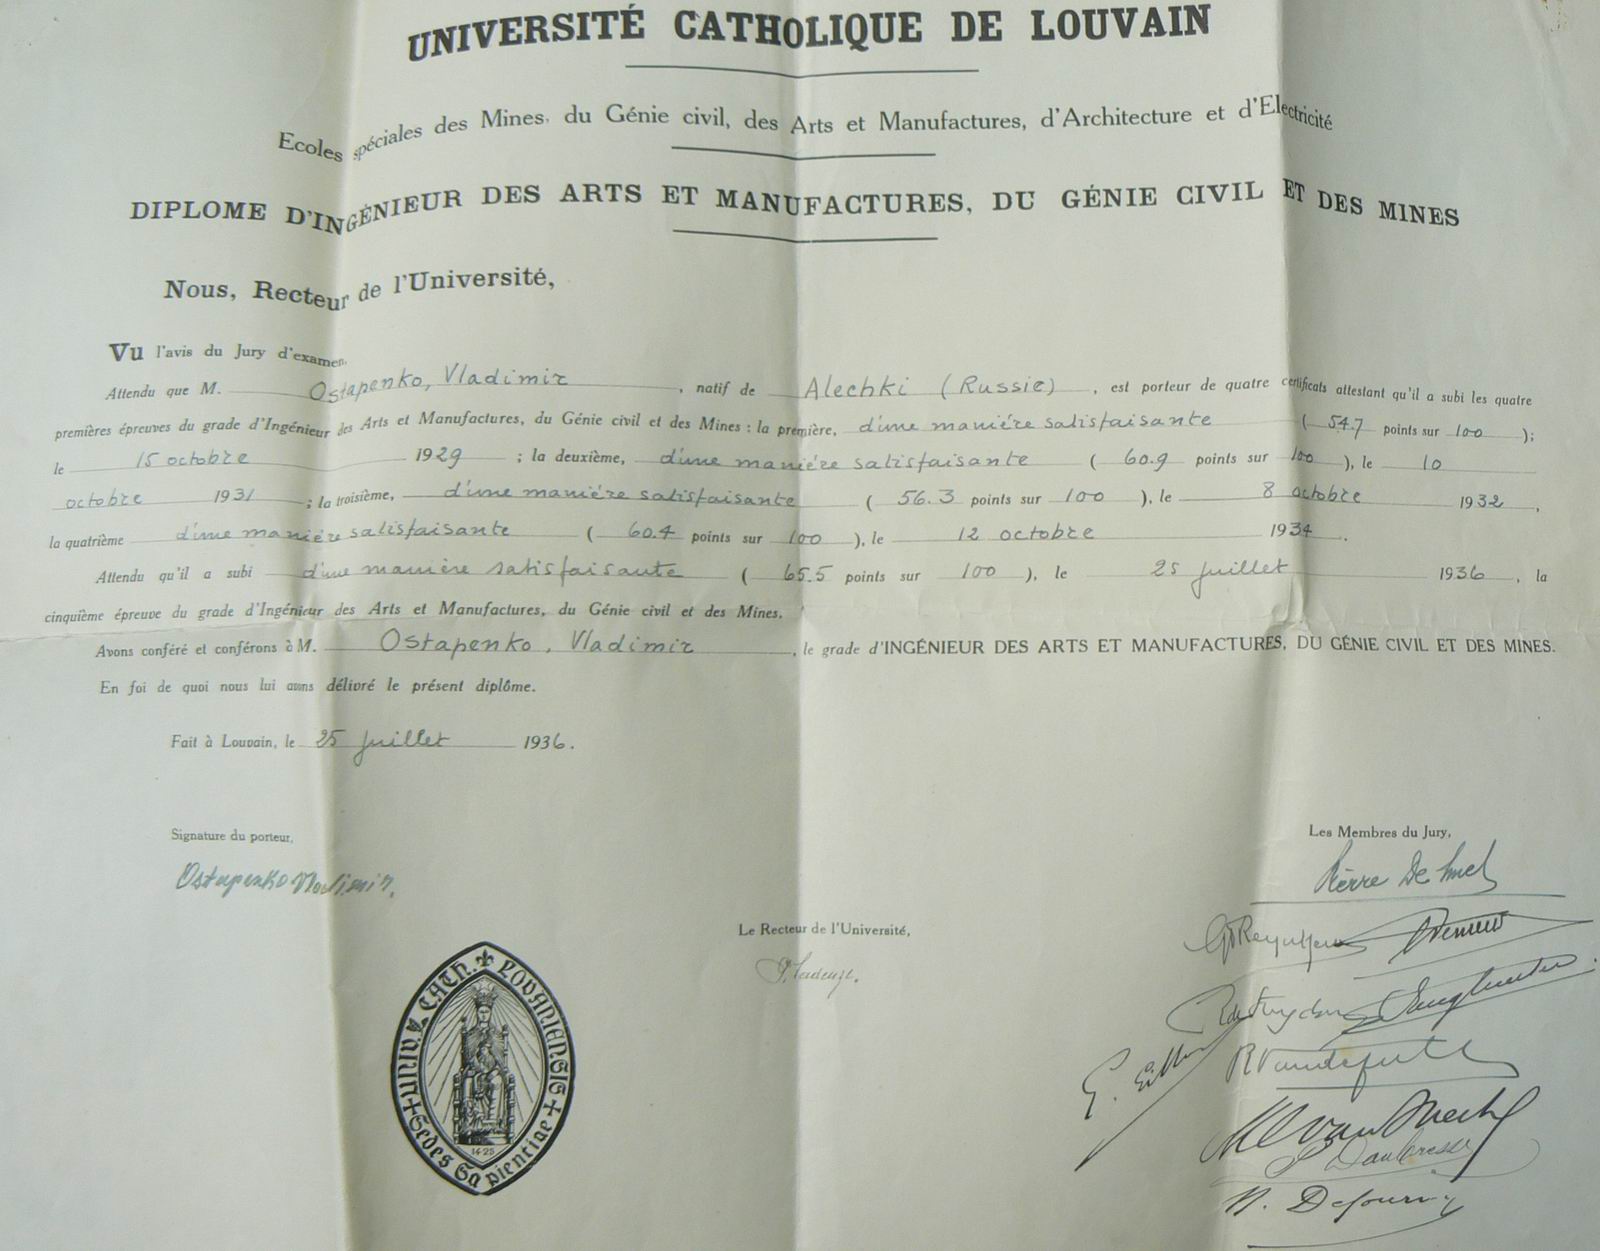 UNIVERSITÉ CATHOLIQUE DE LOUVAIN
Ecoles spéciales des Mines, du Génie civil, des Arts et Manufactures, d'Architecture et d'Electricité
DIPLOME D'INGÉNIEUR DES ARTS ET MANUFACTURES, DU GÉNIE CIVIL ET DES MINES
Nous, Recteur de l'Université,
Vu l'avis du Jury d'examen,
Attendu que M. Ostapenko, Vladimir, natif de Alechki (Russie), est porteur de quatre certificats attestant qu'il a subi les quatre
premières épreuves du grade d'Ingénieur des Arts et Manufactures, du Génie civil et des Mines : la première, d'une manière satisfaisante (54.7 points sur 100);
le 15 octobre 1929 ; la deuxième, d'une manière satisfaisante (60.9 points sur 100), le 10
octobre 1931 ; la troisième, d'une manière satisfaisante (56.3 points sur 100), le 8 octobre 1932,
la quatrième d'une manière satisfaisante (60.4 points sur 100), le 12 octobre 1934.
Attendu qu'il a subi d'une manière satisfaisante (65.5 points sur 100), le 25 juillet 1936, la
cinquième épreuve du grade d'Ingénieur des Arts et Manufactures, du Génie civil et des Mines,
Avons conféré et conférons à M. Ostapenko, Vladimir, le grade d'INGÉNIEUR DES ARTS ET MANUFACTURES, DU GÉNIE CIVIL ET DES MINES.
En foi de quoi nous lui avons délivré le présent diplôme.
Fait à Louvain, le 25 juillet 1936.
Signature du porteur,
Ostapenko Vladimir.
Les Membres du Jury,
Pierre De
Le Recteur de l'Université,
P. Ladeuze.
N. Defourny
UNIV. CATH. LOVANIENSIS
Sedes Sapientiae
1425